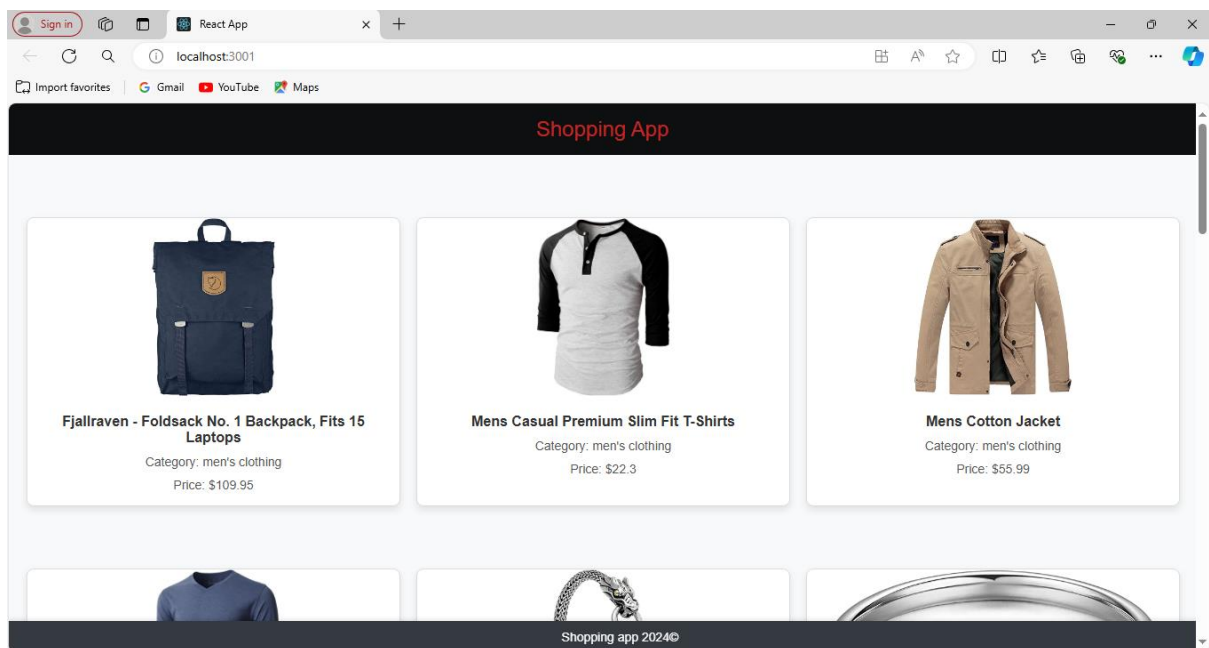 Sign in
React App
localhost:3001
Import favorites
Gmail
YouTube
Maps
Shopping App
Fjallraven - Foldsack No. 1 Backpack, Fits 15
Laptops
Category: men's clothing
Price: $109.95
Mens Casual Premium Slim Fit T-Shirts
Category: men's clothing
Price: $22.3
Mens Cotton Jacket
Category: men's clothing
Price: $55.99
Shopping app 2024©